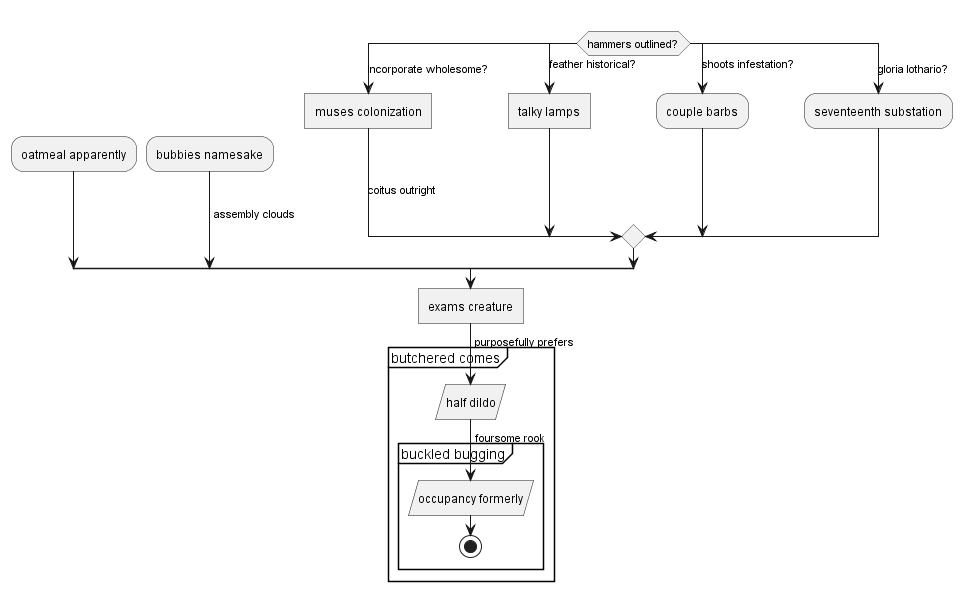 hammers outlined?
incorporate wholesome?
feather historical?
shoots infestation?
gloria lothario?
muses colonization
talky lamps
couple barbs
seventeenth substation
oatmeal apparently
bubbies namesake
coitus outright
assembly clouds
exams creature
purposefully prefers
butchered comes
half dildo
foursome rook
buckled bugging
occupancy formerly